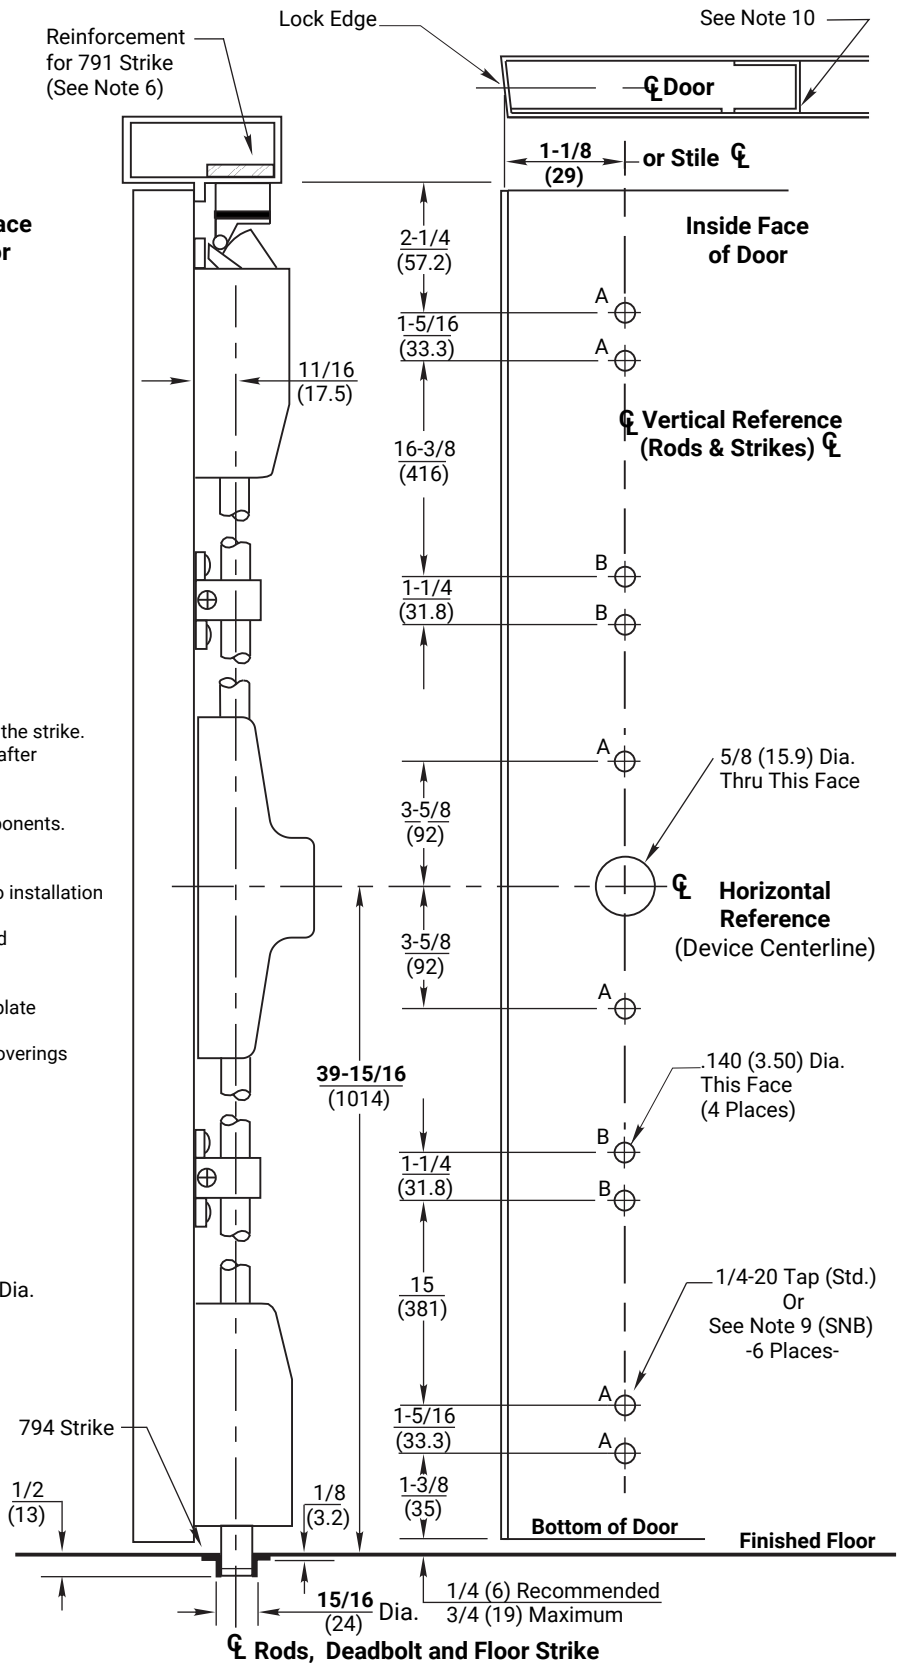 Lock Edge
See Note 10
Reinforcement
for 791 Strike
(See Note 6)
℄ Door
1-1/8
(29)
or Stile ℄
ace
or
Inside Face
of Door
2-1/4
(57.2)
A
1-5/16
(33.3)
A
11/16
(17.5)
℄ Vertical Reference
(Rods & Strikes) ℄
16-3/8
(416)
B
1-1/4
(31.8)
B
the strike.
after
A
5/8 (15.9) Dia.
Thru This Face
3-5/8
(92)
ponents.
o installation
℄ Horizontal
Reference
(Device Centerline)
d
3-5/8
(92)
A
plate
overings
39-15/16
(1014)
.140 (3.50) Dia.
This Face
(4 Places)
B
1-1/4
(31.8)
B
Dia.
15
(381)
1/4-20 Tap (Std.)
Or
See Note 9 (SNB)
-6 Places-
A
1-5/16
(33.3)
A
794 Strike
1/2
(13)
1/8
(3.2)
1-3/8
(35)
Bottom of Door
Finished Floor
15/16
(24)
Dia.
1/4 (6) Recommended
3/4 (19) Maximum
℄ Rods, Deadbolt and Floor Strike